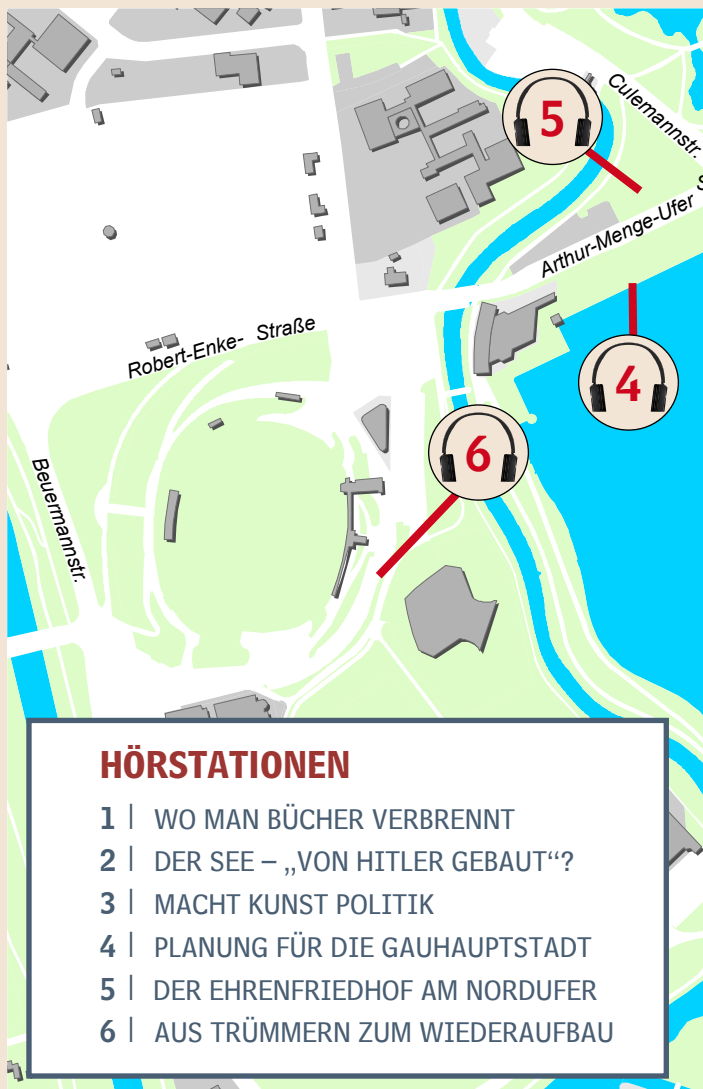 Culemannstr.
5
S
Arthur-Menge-Ufer
Robert-Enke- Straße
4
6
Beuermannstr.
HÖRSTATIONEN
1 | WO MAN BÜCHER VERBRENNT
2 | DER SEE – „VON HITLER GEBAUT“?
3 | MACHT KUNST POLITIK
4 | PLANUNG FÜR DIE GAUHAUPTSTADT
5 | DER EHRENFRIEDHOF AM NORDUFER
6 | AUS TRÜMMERN ZUM WIEDERAUFBAU